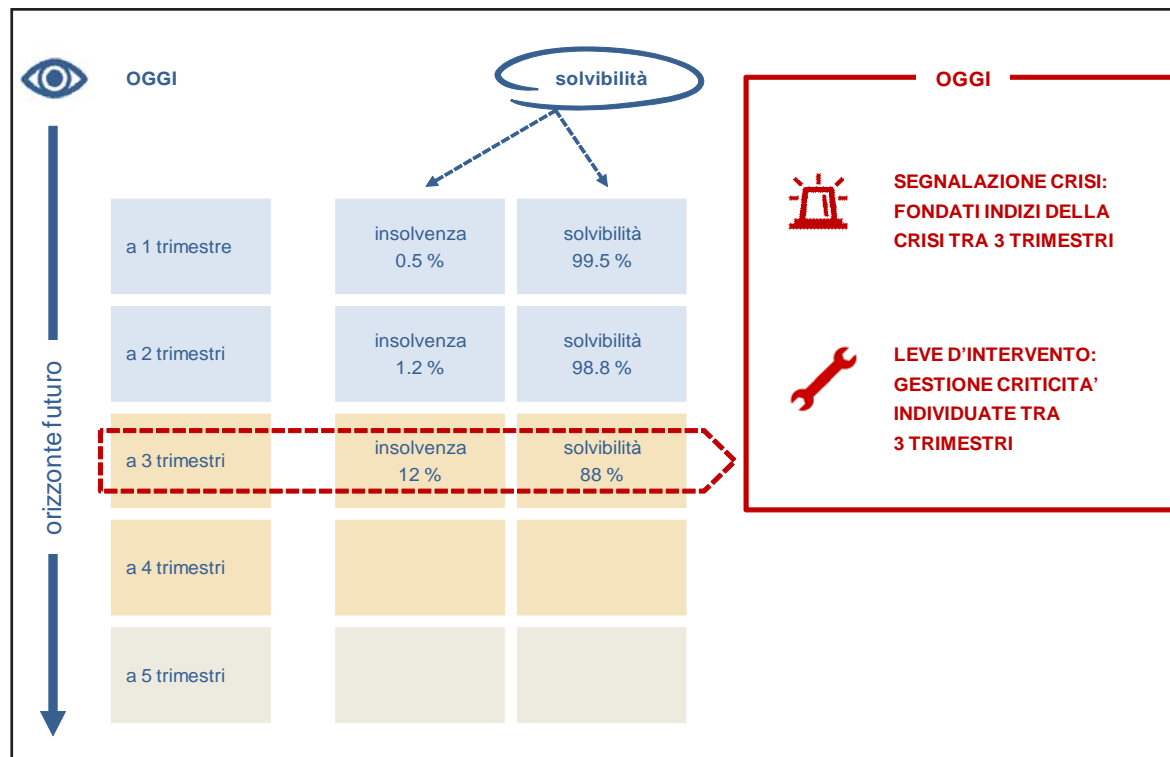 OGGI
solvibilità
OGGI
orizzonte futuro
a 1 trimestre
insolvenza
0.5 %
solvibilità
99.5 %
a 2 trimestri
insolvenza
1.2 %
solvibilità
98.8 %
a 3 trimestri
insolvenza
12 %
solvibilità
88 %
a 4 trimestri
a 5 trimestri
SEGNALAZIONE CRISI:
FONDATI INDIZI DELLA
CRISI TRA 3 TRIMESTRI
LEVE D’INTERVENTO:
GESTIONE CRITICITA’
INDIVIDUATE TRA
3 TRIMESTRI